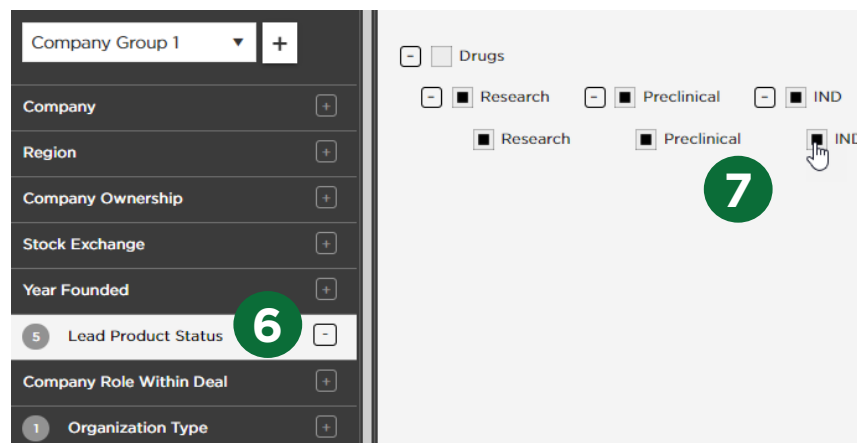 Company Group 1
Company
Region
Company Ownership
Stock Exchange
Year Founded
5 Lead Product Status 6
Company Role Within Deal
1 Organization Type
Drugs
Research Preclinical IND
Research Preclinical IND
7